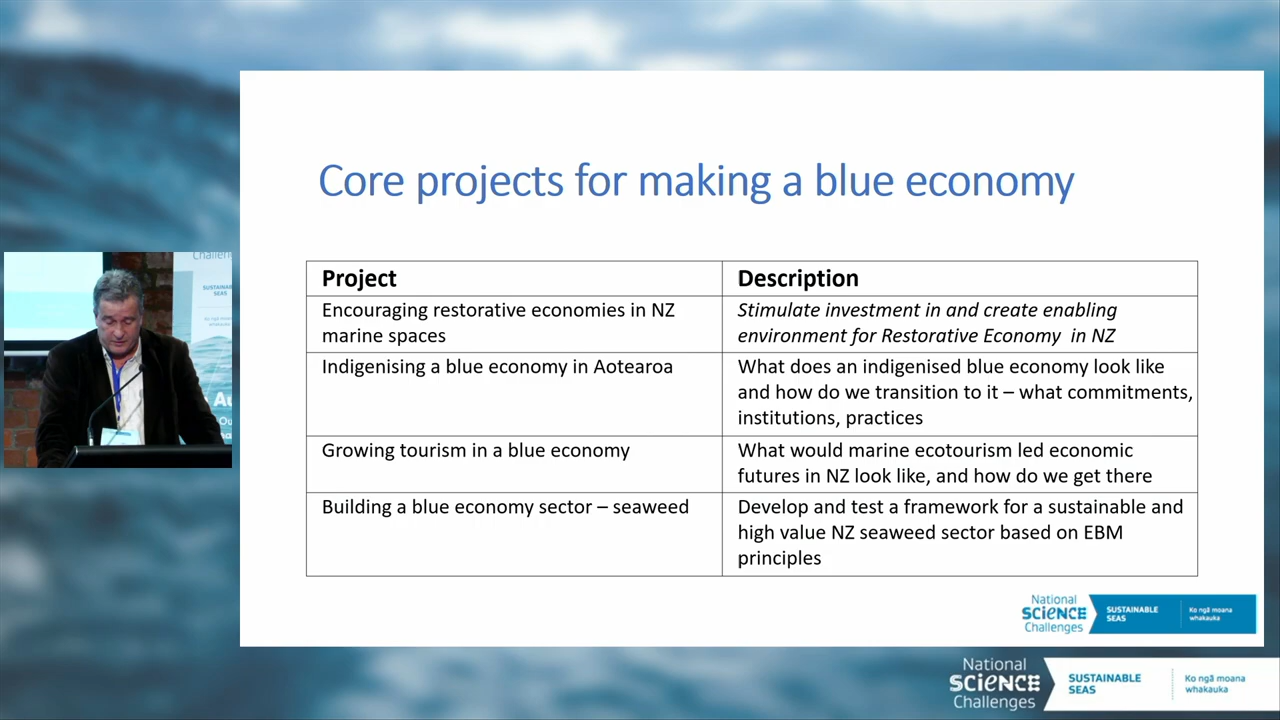 Core projects for making a blue economy
Project
Description
Encouraging restorative economies in NZ
marine spaces
Stimulate investment in and create enabling
environment for Restorative Economy in NZ
Indigenising a blue economy in Aotearoa
What does an indigenised blue economy look like
and how do we transition to it – what commitments,
institutions, practices
Growing tourism in a blue economy
What would marine ecotourism led economic
futures in NZ look like, and how do we get there
Building a blue economy sector – seaweed
Develop and test a framework for a sustainable and
high value NZ seaweed sector based on EBM
principles
National
SCiENCE
Challenges
SUSTAINABLE
SEAS
Ko ngā moana
whakauka
National
SCiENCE
Challenges
SUSTAINABLE
SEAS
Ko ngā moana
whakauka
SEAS